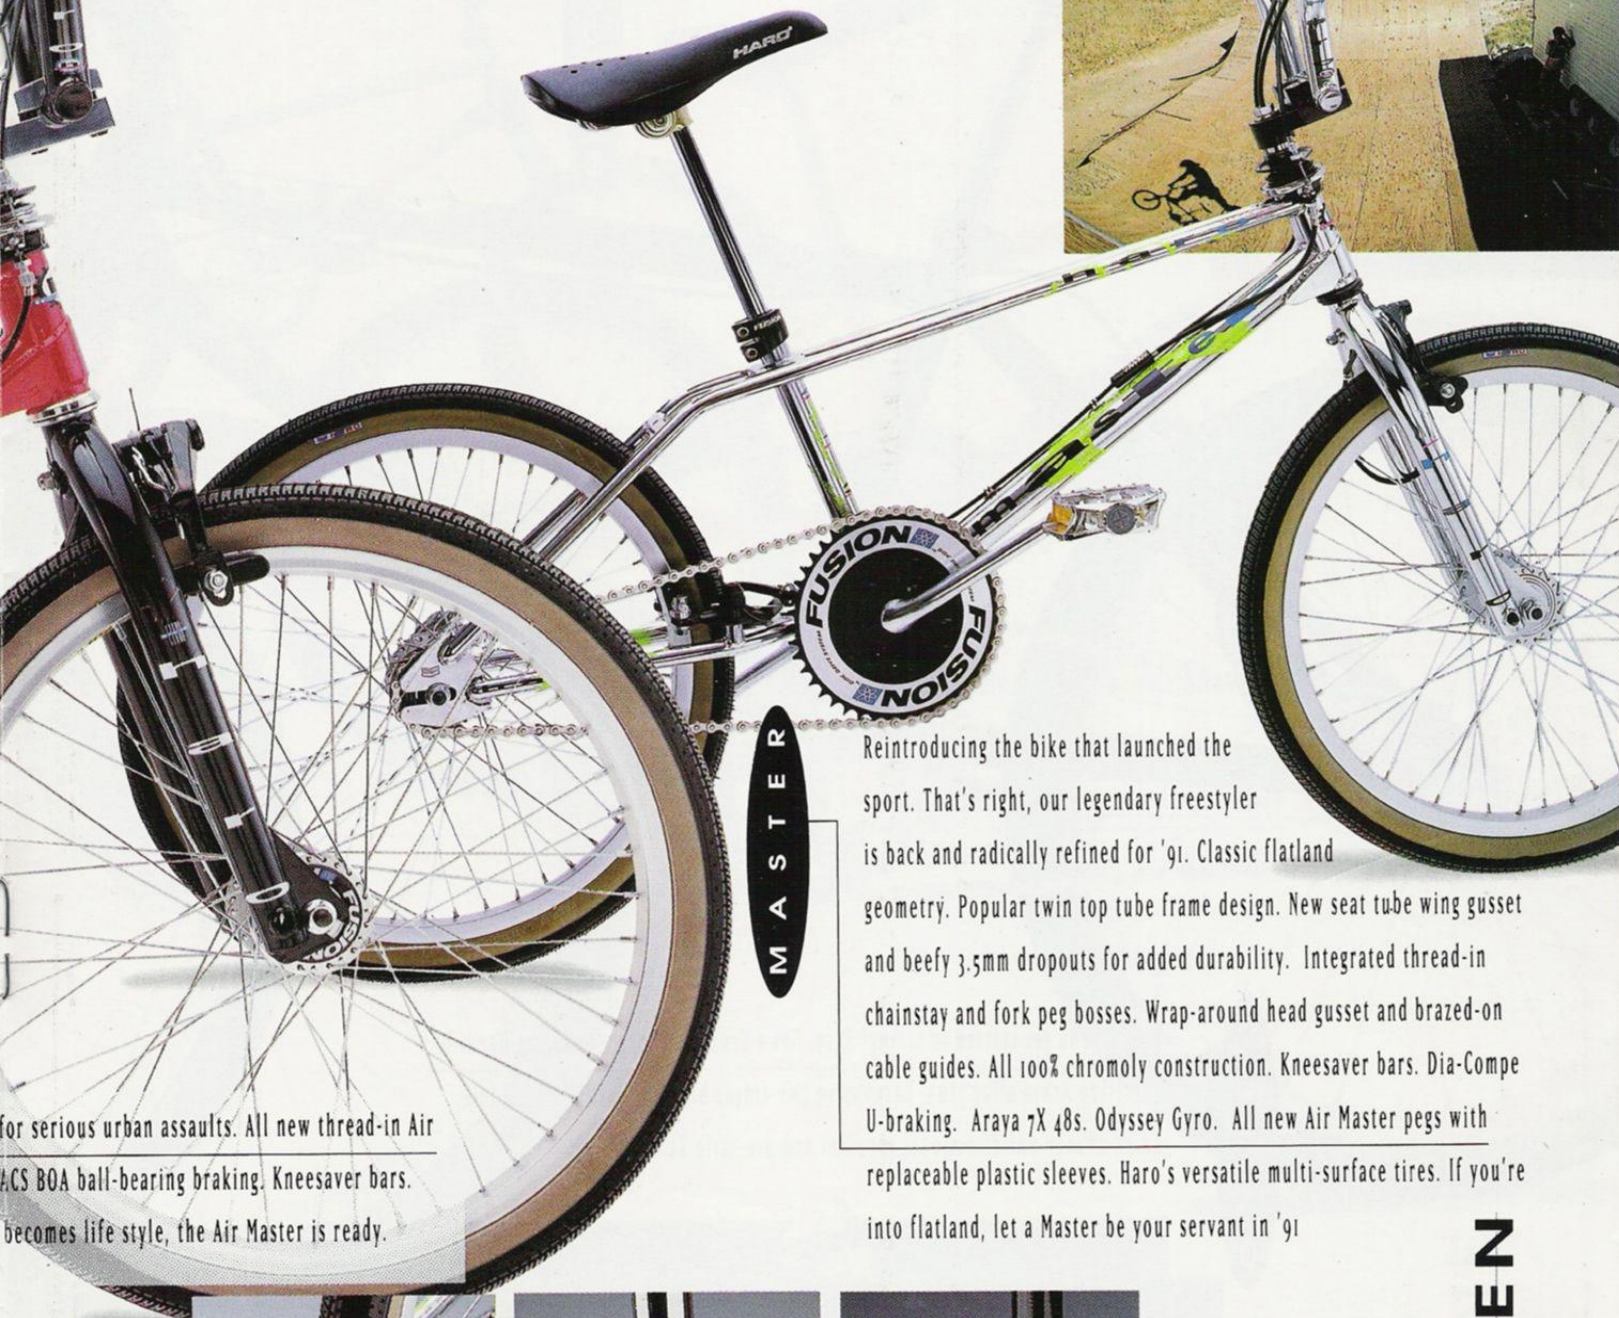 HARO
FUSION
haro
master
FUSION
FUSION
haro
FUSION
MASTER
Reintroducing the bike that launched the
sport. That's right, our legendary freestyler
is back and radically refined for '91. Classic flatland
geometry. Popular twin top tube frame design. New seat tube wing gusset
and beefy 3.5mm dropouts for added durability. Integrated thread-in
chainstay and fork peg bosses. Wrap-around head gusset and brazed-on
cable guides. All 100% chromoly construction. Kneesaver bars. Dia-Compe
U-braking. Araya 7X 48s. Odyssey Gyro. All new Air Master pegs with
replaceable plastic sleeves. Haro's versatile multi-surface tires. If you're
into flatland, let a Master be your servant in '91
for serious urban assaults. All new thread-in Air
ACS BOA ball-bearing braking. Kneesaver bars.
becomes life style, the Air Master is ready.
EN